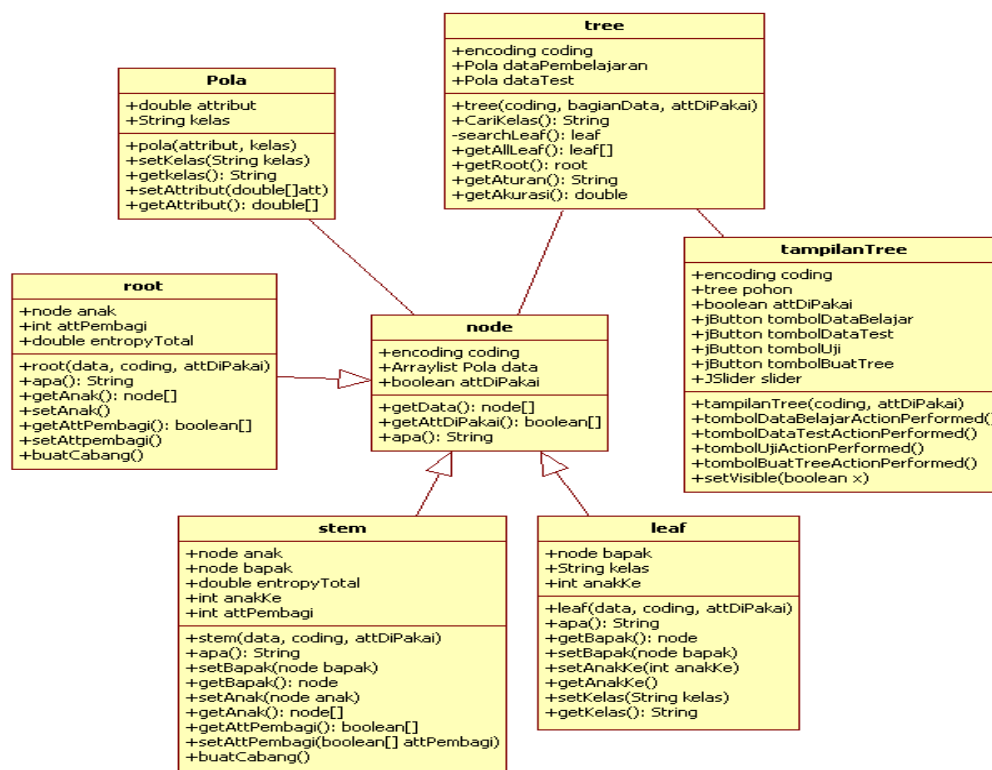 tree
+encoding coding
+Pola dataPembelajaran
+Pola dataTest
+tree(coding, bagianData, attDiPakai)
+CariKelas(): String
-searchLeaf(): leaf
+getAllLeaf(): leaf[]
+getRoot(): root
+getAturan(): String
+getAkurasi(): double
Pola
+double attribut
+String kelas
+pola(attribut, kelas)
+setKelas(String kelas)
+getkelas(): String
+setAttribut(double[]att)
+getAttribut(): double[]
tampilanTree
+encoding coding
+tree pohon
+boolean attDiPakai
+jButton tombolDataBelajar
+jButton tombolDataTest
+jButton tombolUji
+jButton tombolBuatTree
+JSlider slider
+tampilanTree(coding, attDiPakai)
+tombolDataBelajarActionPerformed()
+tombolDataTestActionPerformed()
+tombolUjiActionPerformed()
+tombolBuatTreeActionPerformed()
+setVisible(boolean x)
root
+node anak
+int attPembagi
+double entropyTotal
+root(data, coding, attDiPakai)
+apa(): String
+getAnak(): node[]
+setAnak()
+getAttPembagi(): boolean[]
+setAttpembagi()
+buatCabang()
node
+encoding coding
+Arraylist Pola data
+boolean attDiPakai
+getData(): node[]
+getAttDiPakai(): boolean[]
+apa(): String
stem
+node anak
+node bapak
+double entropyTotal
+int anakKe
+int attPembagi
+stem(data, coding, attDiPakai)
+apa(): String
+setBapak(node bapak)
+getBapak(): node
+setAnak(node anak)
+getAnak(): node[]
+getAttPembagi(): boolean[]
+setAttPembagi(boolean[] attPembagi)
+buatCabang()
leaf
+node bapak
+String kelas
+int anakKe
+leaf(data, coding, attDiPakai)
+apa(): String
+getBapak(): node
+setBapak(node bapak)
+setAnakKe(int anakKe)
+getAnakKe()
+setKelas(String kelas)
+getKelas(): String